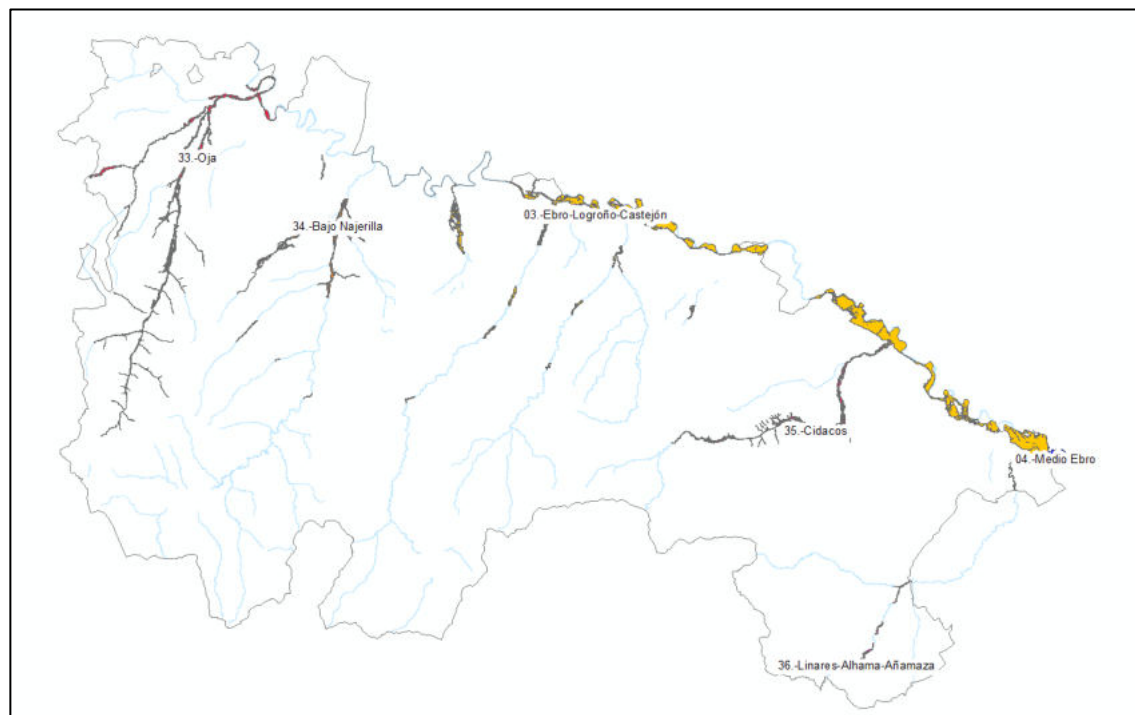 33.-Oja
03.-Ebro-Logroño-Castejón
34.-Bajo Najerilla
35.-Cidacos
04.-Medio Ebro
36.-Linares-Alhama-Añamaza